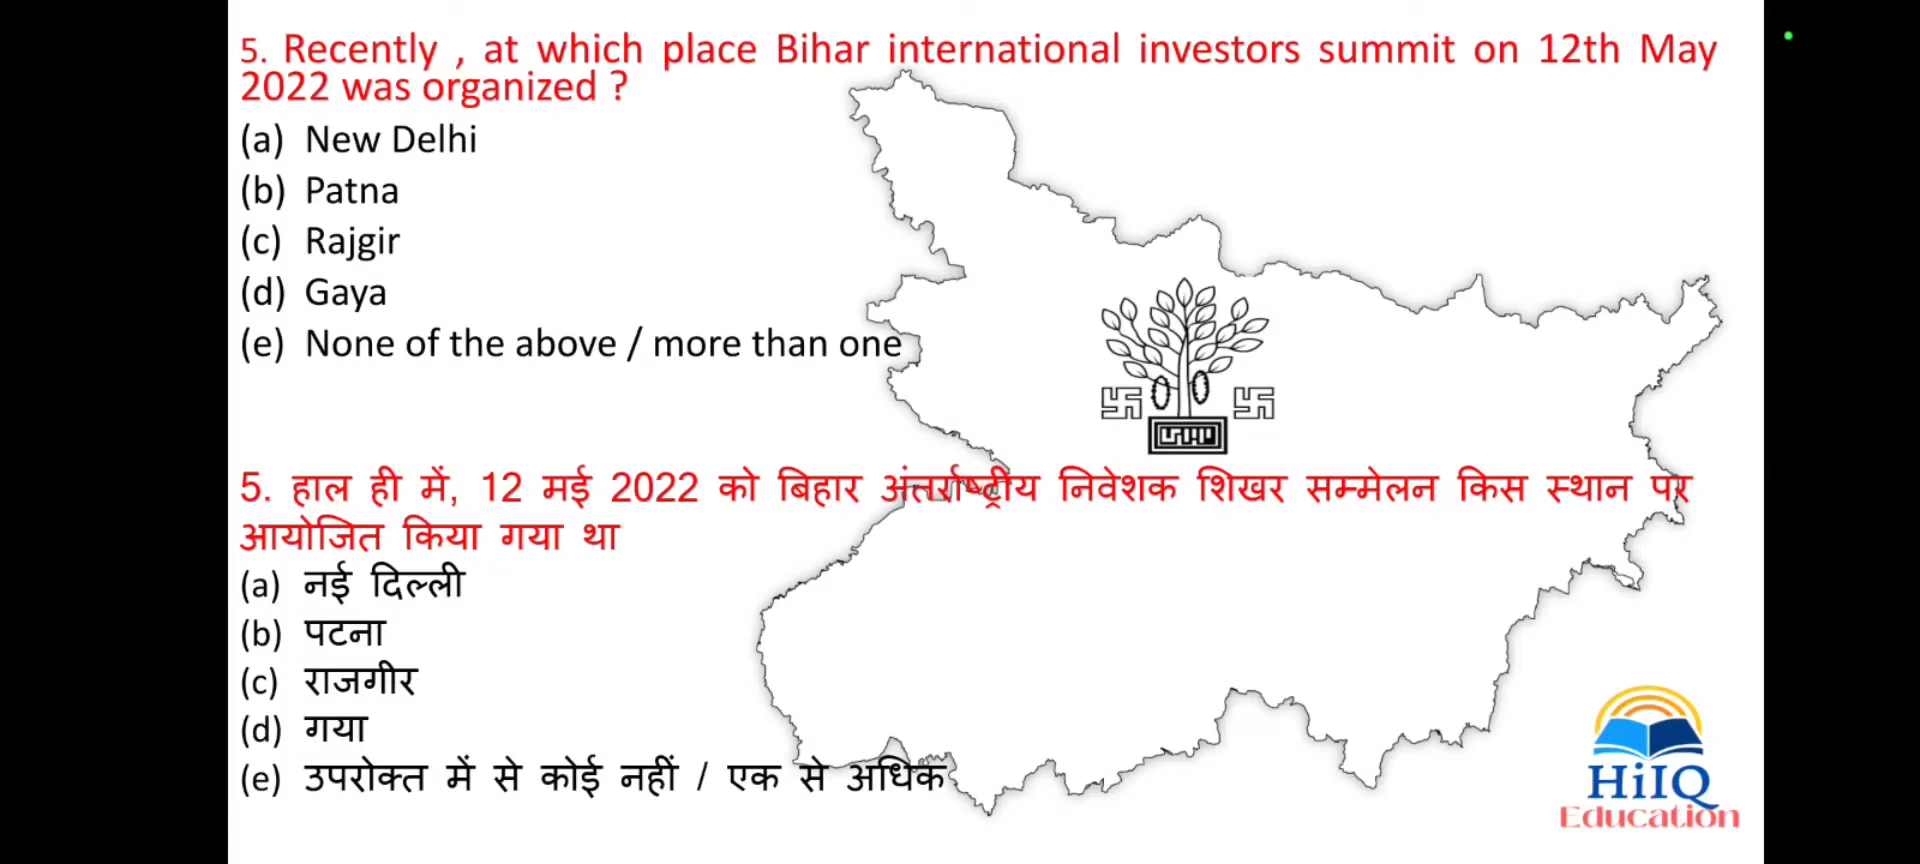 5. Recently , at which place Bihar international investors summit on 12th May
2022 was organized ?
(a) New Delhi
(b) Patna
(c) Rajgir
(d) Gaya
(e) None of the above / more than one
5. हाल ही में, 12 मई 2022 को बिहार अंतर्राष्ट्रीय निवेशक शिखर सम्मेलन किस स्थान पर
आयोजित किया गया था
(a) नई दिल्ली
(b) पटना
(c) राजगीर
(d) गया
(e) उपरोक्त में से कोई नहीं / एक से अधिक
HiIQ
Education